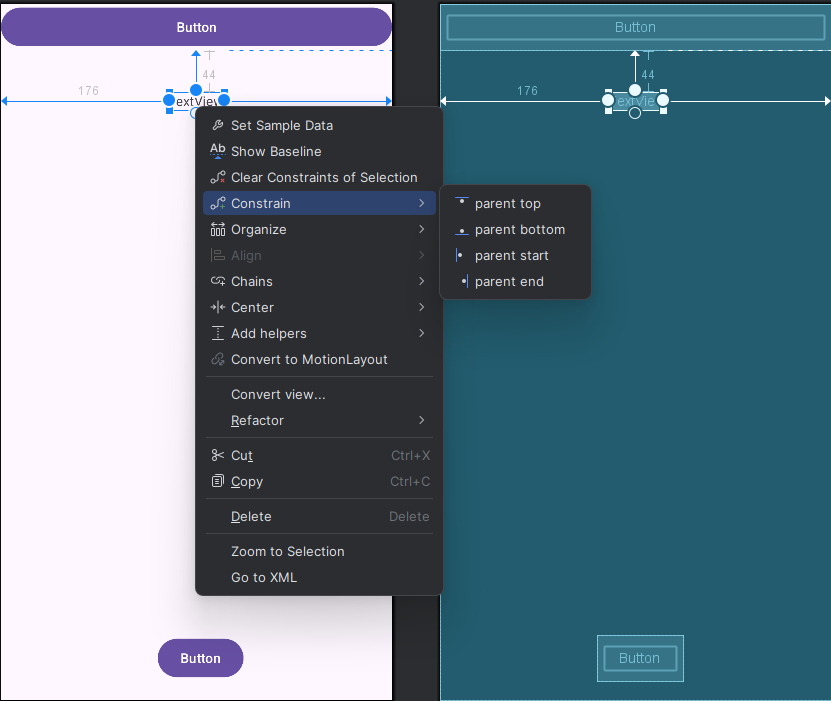 Button
Button
44
44
176
176
extView
extVie
Set Sample Data
Ab Show Baseline
Clear Constraints of Selection
Constrain
parent top
Organize
parent bottom
Align
parent start
Chains
parent end
Center
Add helpers
Convert to MotionLayout
Convert view...
Refactor
Cut Ctrl+X
Copy Ctrl+C
Delete Delete
Zoom to Selection
Go to XML
Button
Button